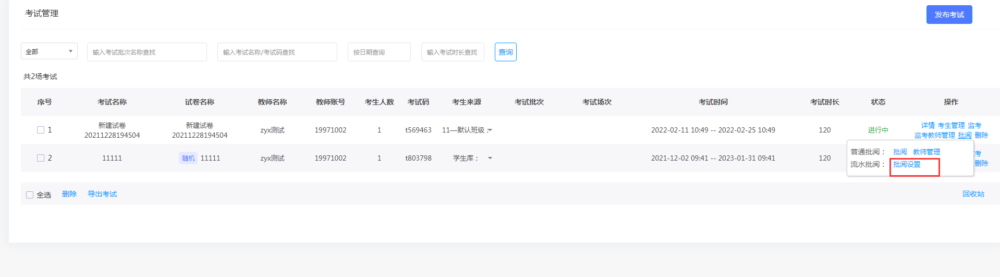 考试管理
发布考试
全部 输入考试批次名称查找 输入考试名称/考试码查找 按日期查询 输入考试时长查找 查询
共2场考试
序号 考试名称 试卷名称 教师名称 教师账号 考生人数 考试码 考生来源 考试批次 考试场次 考试时间 考试时长 状态 操作
1 新建试卷 20211228194504 新建试卷 20211228194504 zyx测试 19971002 1 t569463 11—默认班级; 2022-02-11 10:49 -- 2022-02-25 10:49 120 进行中 详情 考生管理 监考
监考教师管理 批阅 删除
2 11111 随机 11111 zyx测试 19971002 1 t803798 学生库; 2021-12-02 09:41 -- 2023-01-31 09:41 120
考
删除
普通批阅: 批阅 教师管理
流水批阅: 批阅设置
全选 删除 导出考试 回收站